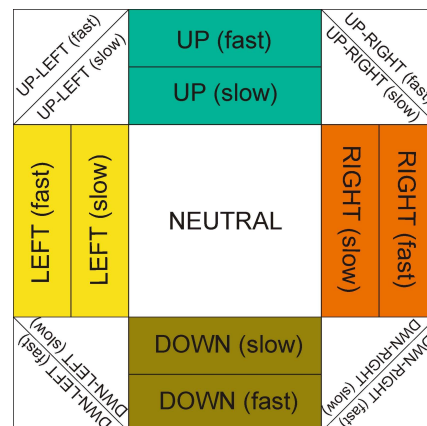 UP-LEFT (fast)
UP-LEFT (slow)
UP (fast)
UP (slow)
UP-RIGHT (fast)
UP-RIGHT (slow)
LEFT (fast)
LEFT (slow)
NEUTRAL
RIGHT (slow)
RIGHT (fast)
DWN-LEFT (slow)
DWN-LEFT (fast)
DOWN (slow)
DOWN (fast)
DWN-RIGHT (slow)
DWN-RIGHT (fast)